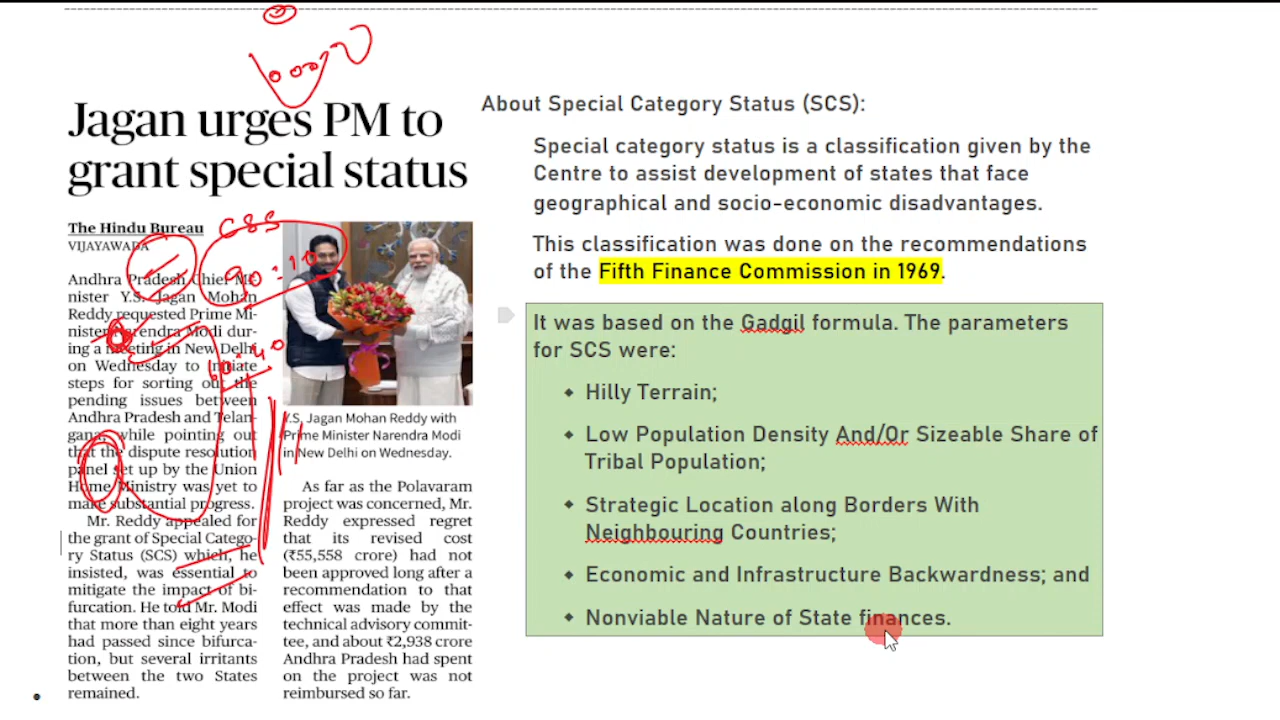 Jagan urges PM to
grant special status
The Hindu Bureau
VIJAYAWADA
Andhra Pradesh Chief Mi-
nister Y.S. Jagan Mohan
Reddy requested Prime Mi-
nister Narendra Modi dur-
ing a meeting in New Delhi
on Wednesday to initiate
steps for sorting out the
pending issues between
Andhra Pradesh and Telan-
gana, while pointing out
that the dispute resolution
panel set up by the Union
Home Ministry was yet to
make substantial progress.
Mr. Reddy appealed for
the grant of Special Catego-
ry Status (SCS) which, he
insisted, was essential to
mitigate the impact of bi-
furcation. He told Mr. Modi
that more than eight years
had passed since bifurca-
tion, but several irritants
between the two States
remained.
CSS
90:10
60:40
Y.S. Jagan Mohan Reddy with
Prime Minister Narendra Modi
in New Delhi on Wednesday.
As far as the Polavaram
project was concerned, Mr.
Reddy expressed regret
that its revised cost
(₹55,558 crore) had not
been approved long after a
recommendation to that
effect was made by the
technical advisory commit-
tee, and about ₹2,938 crore
Andhra Pradesh had spent
on the project was not
reimbursed so far.
About Special Category Status (SCS):
Special category status is a classification given by the
Centre to assist development of states that face
geographical and socio-economic disadvantages.
This classification was done on the recommendations
of the Fifth Finance Commission in 1969.
It was based on the Gadgil formula. The parameters
for SCS were:
◆ Hilly Terrain;
◆ Low Population Density And/Or Sizeable Share of
Tribal Population;
◆ Strategic Location along Borders With
Neighbouring Countries;
◆ Economic and Infrastructure Backwardness; and
◆ Nonviable Nature of State finances.